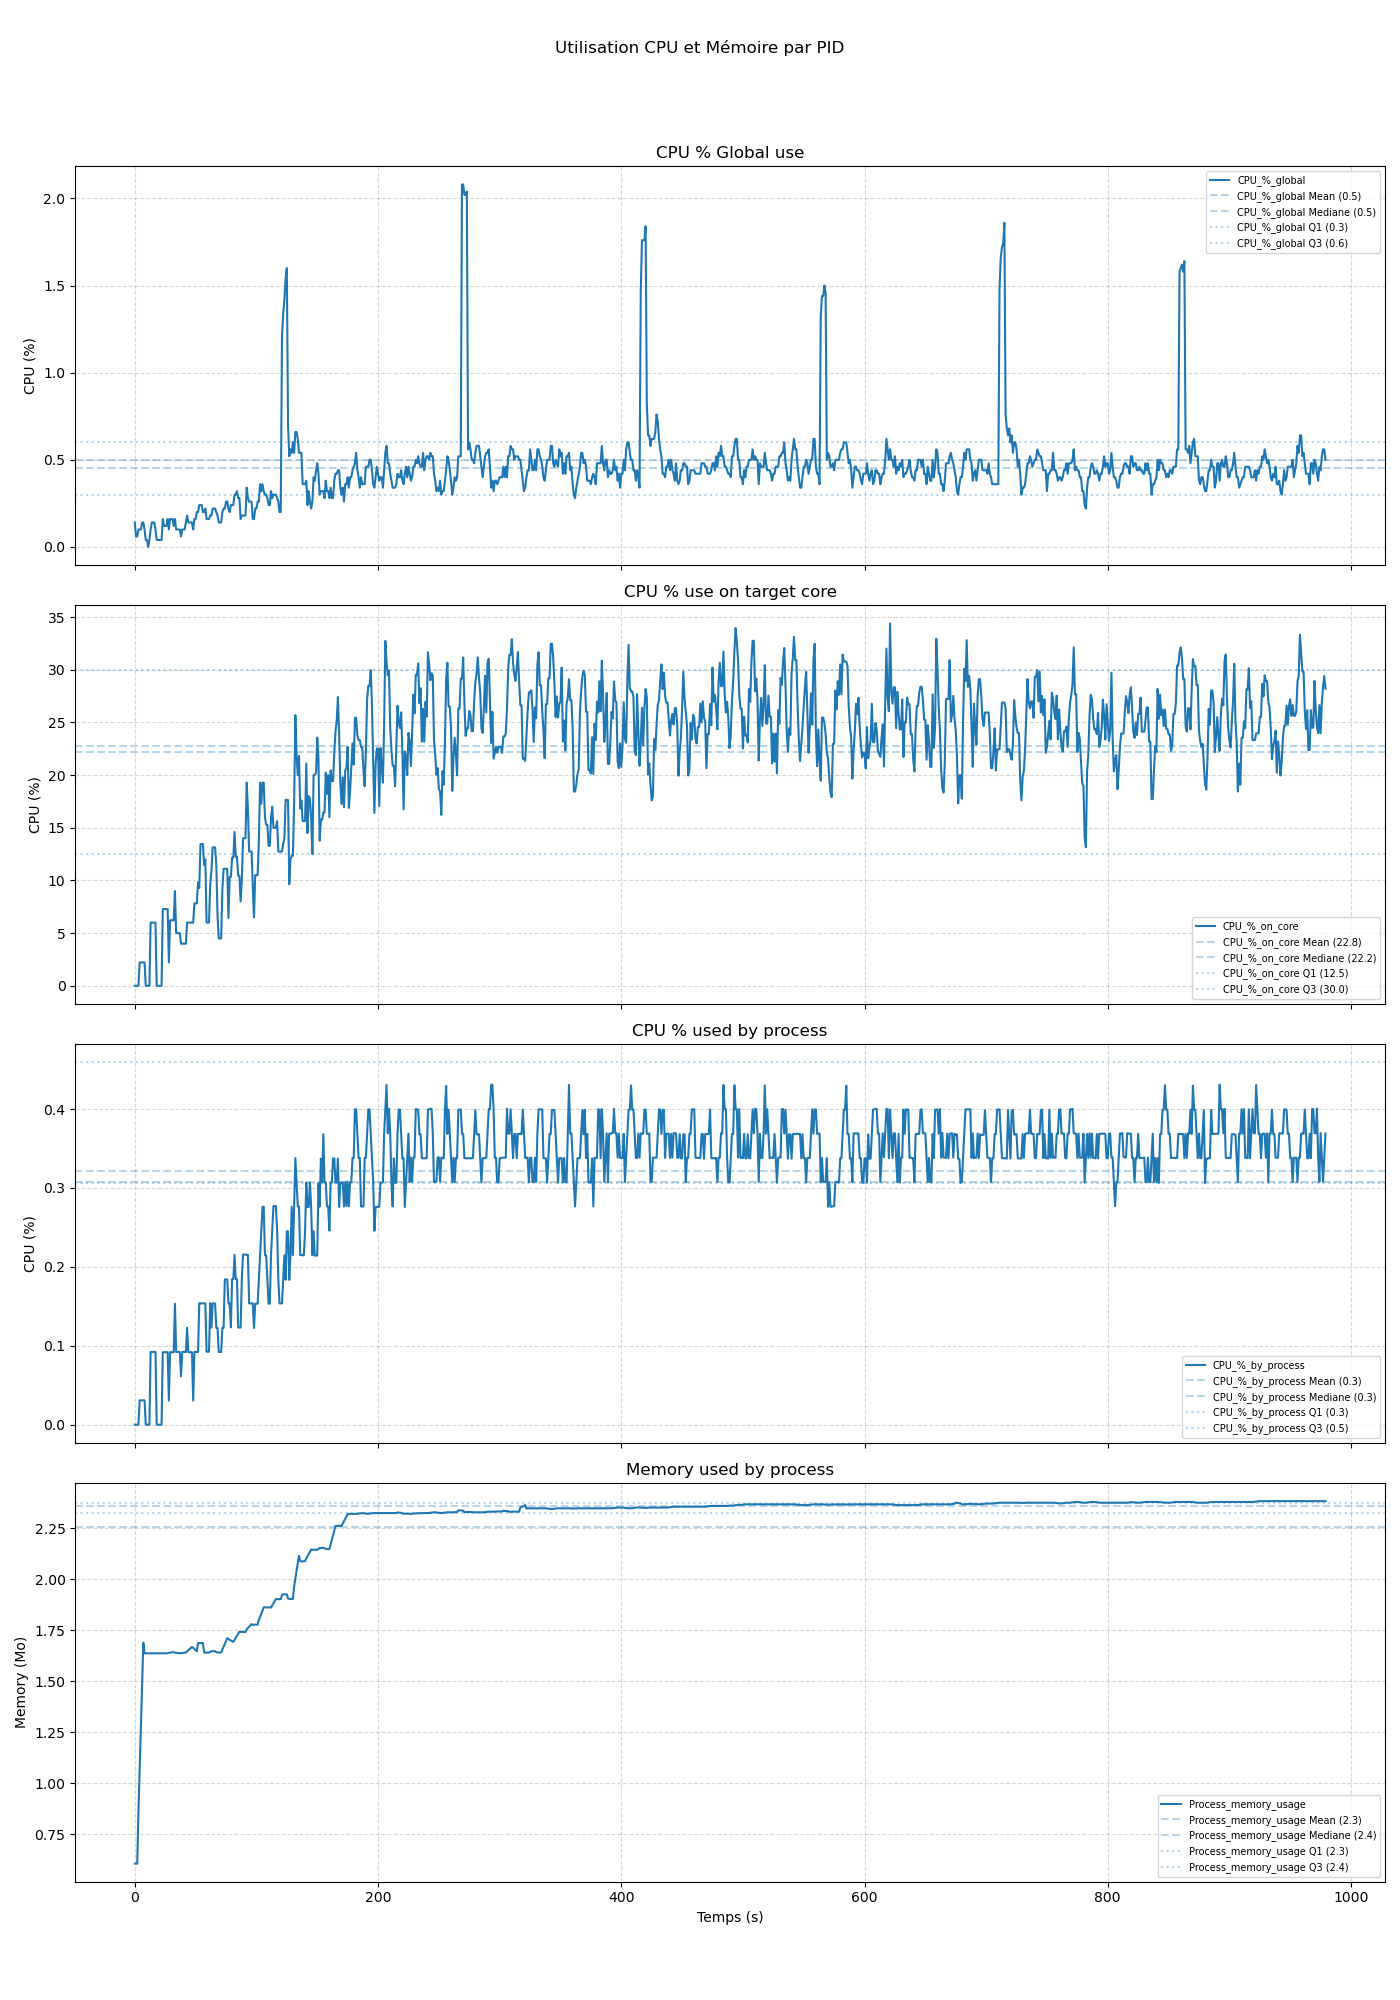 Utilisation CPU et Mémoire par PID
CPU % Global use
2.0
1.5
1.0
0.5
0.0
CPU (%)
CPU_%_global
CPU_%_global Mean (0.5)
CPU_%_global Mediane (0.5)
CPU_%_global Q1 (0.3)
CPU_%_global Q3 (0.6)
CPU % use on target core
35
30
25
20
15
10
5
0
CPU (%)
CPU_%_on_core
CPU_%_on_core Mean (22.8)
CPU_%_on_core Mediane (22.2)
CPU_%_on_core Q1 (12.5)
CPU_%_on_core Q3 (30.0)
CPU % used by process
0.4
0.3
0.2
0.1
0.0
CPU (%)
CPU_%_by_process
CPU_%_by_process Mean (0.3)
CPU_%_by_process Mediane (0.3)
CPU_%_by_process Q1 (0.3)
CPU_%_by_process Q3 (0.5)
Memory used by process
2.25
2.00
1.75
1.50
1.25
1.00
0.75
Memory (Mo)
Process_memory_usage
Process_memory_usage Mean (2.3)
Process_memory_usage Mediane (2.4)
Process_memory_usage Q1 (2.3)
Process_memory_usage Q3 (2.4)
0 200 400 600 800 1000
Temps (s)